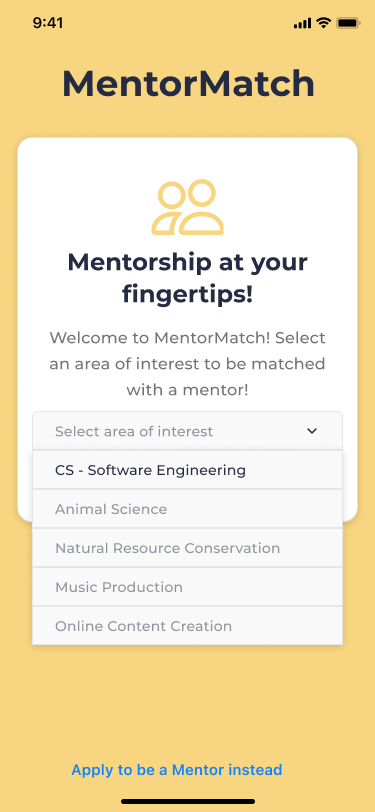 9:41
MentorMatch
Mentorship at your
fingertips!
Welcome to MentorMatch! Select
an area of interest to be matched
with a mentor!
Select area of interest
CS - Software Engineering
Animal Science
Natural Resource Conservation
Music Production
Online Content Creation
Apply to be a Mentor instead